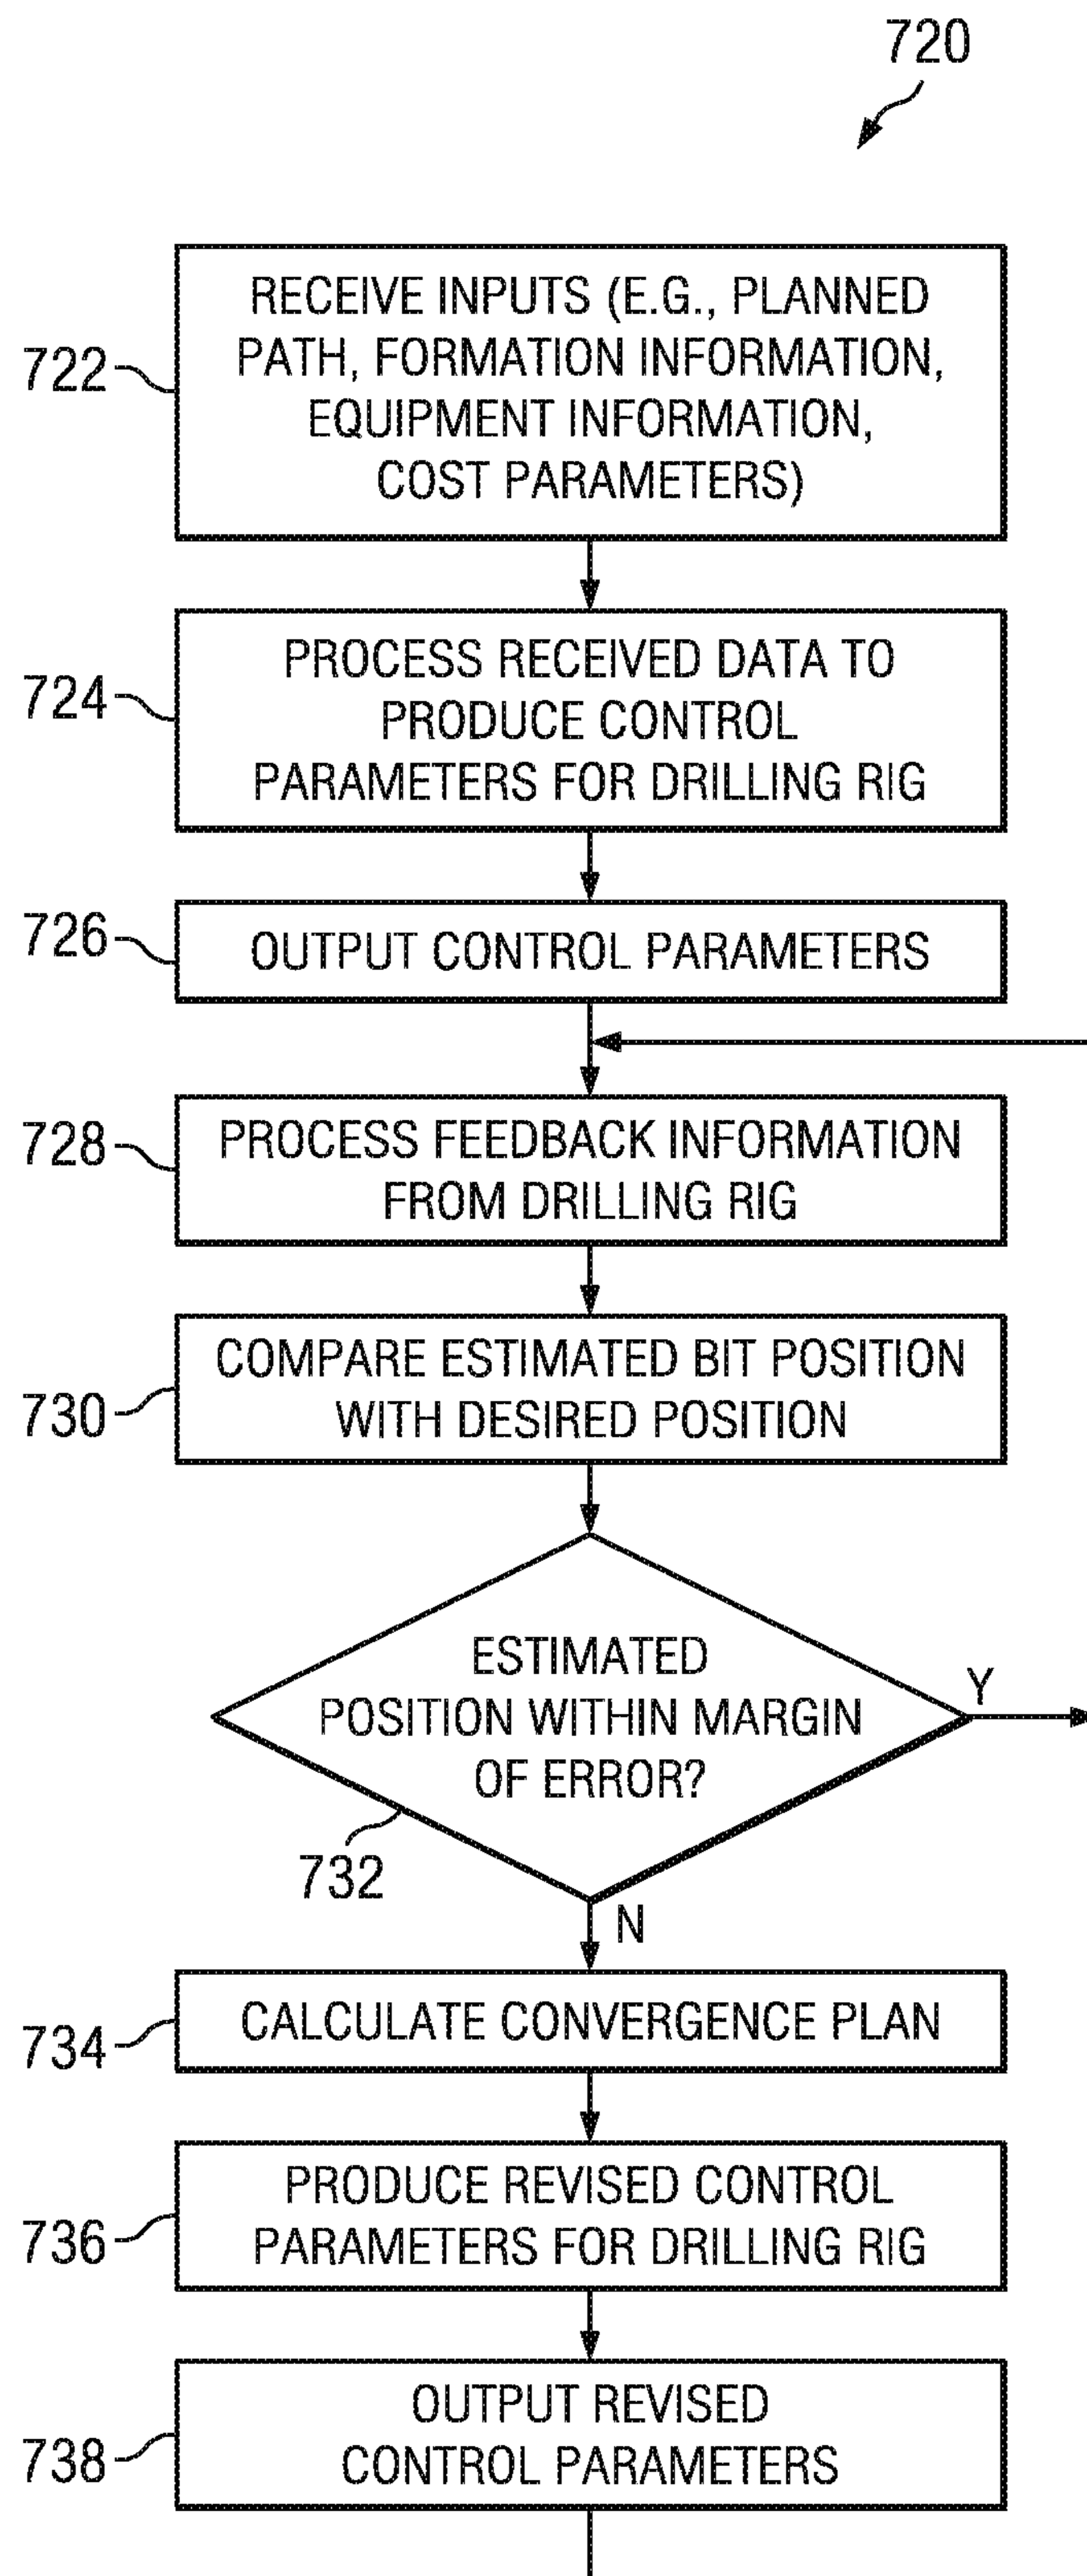 720
722
RECEIVE INPUTS (E.G., PLANNED
PATH, FORMATION INFORMATION,
EQUIPMENT INFORMATION,
COST PARAMETERS)
724
PROCESS RECEIVED DATA TO
PRODUCE CONTROL
PARAMETERS FOR DRILLING RIG
726
OUTPUT CONTROL PARAMETERS
728
PROCESS FEEDBACK INFORMATION
FROM DRILLING RIG
730
COMPARE ESTIMATED BIT POSITION
WITH DESIRED POSITION
ESTIMATED
POSITION WITHIN MARGIN
OF ERROR?
Y
732
N
734
CALCULATE CONVERGENCE PLAN
736
PRODUCE REVISED CONTROL
PARAMETERS FOR DRILLING RIG
738
OUTPUT REVISED
CONTROL PARAMETERS